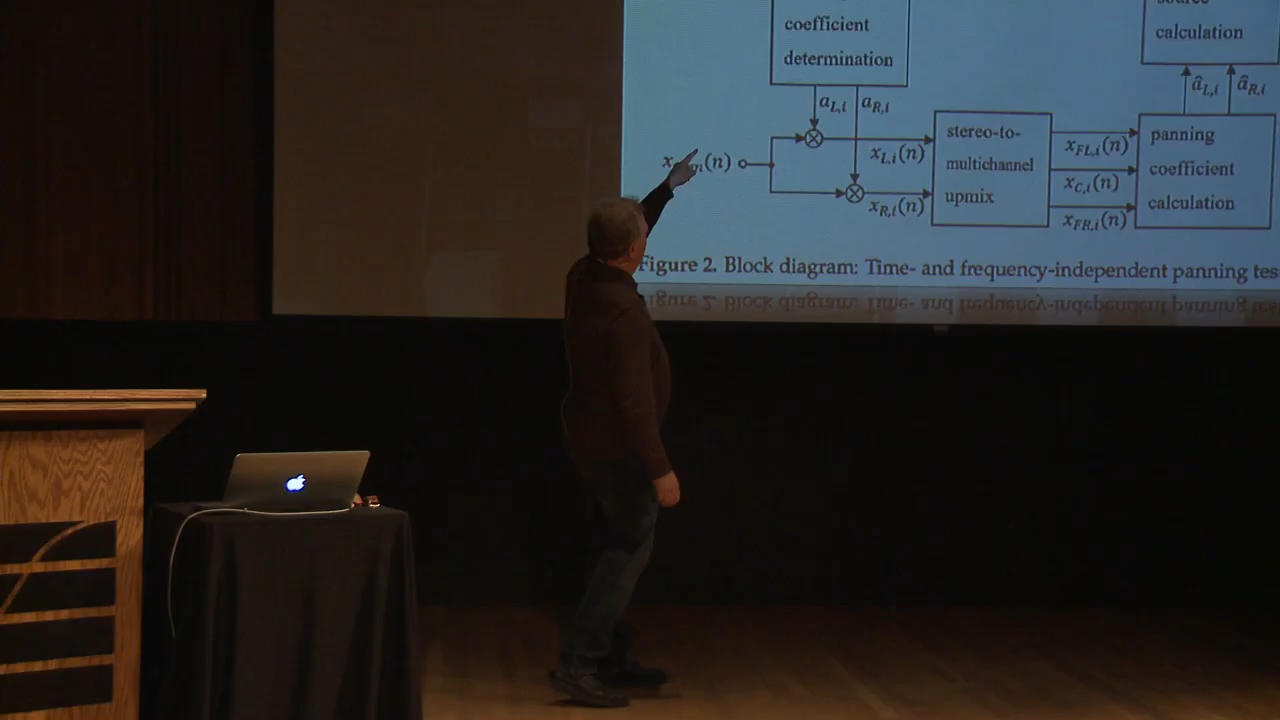 coefficient
determination
calculation
a_{L,i}
a_{R,i}
â_{L,i}
â_{R,i}
x_{L,i}(n)
x_{R,i}(n)
stereo-to-
multichannel
upmix
x_{FL,i}(n)
x_{C,i}(n)
x_{FR,i}(n)
panning
coefficient
calculation
Figure 2. Block diagram: Time- and frequency-independent panning tes